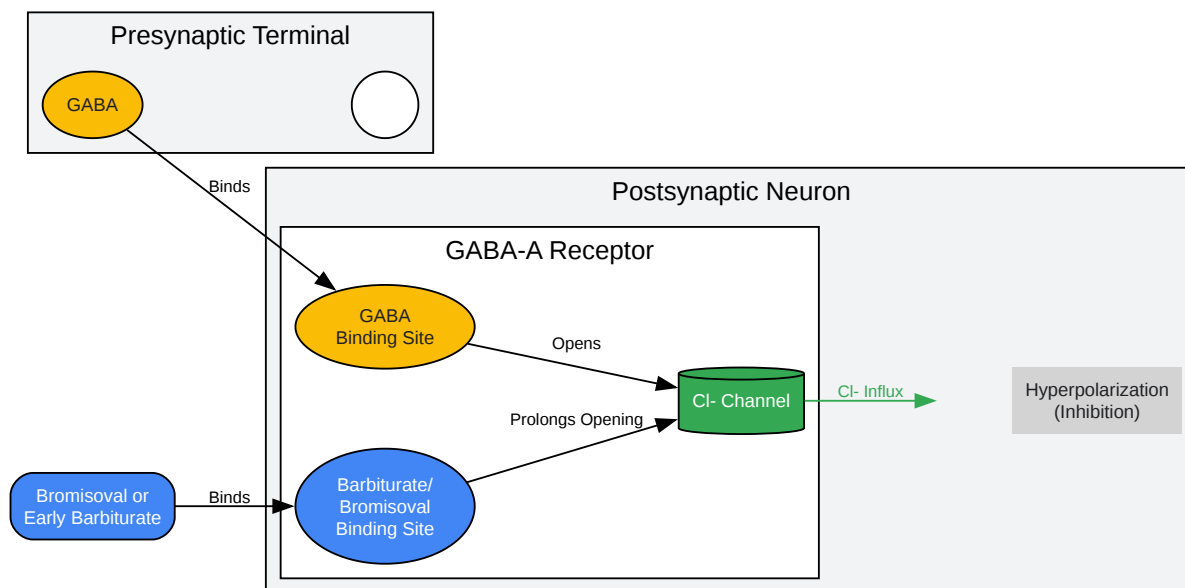 Presynaptic Terminal
GABA
Binds
Postsynaptic Neuron
GABA-A Receptor
GABA
Binding Site
Opens
Cl- Channel
Cl- Influx
Hyperpolarization
(Inhibition)
Prolongs Opening
Bromisoval or
Early Barbiturate
Binds
Barbiturate/
Bromisoval
Binding Site